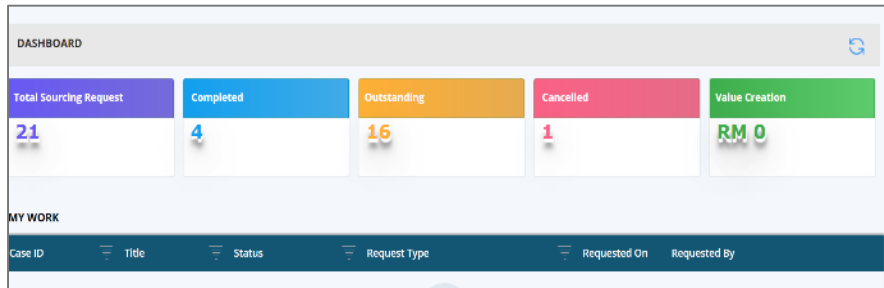 DASHBOARD
Total Sourcing Request
Completed
Outstanding
Cancelled
Value Creation
21
4
16
1
RM 0
MY WORK
Case ID
Title
Status
Request Type
Requested On
Requested By